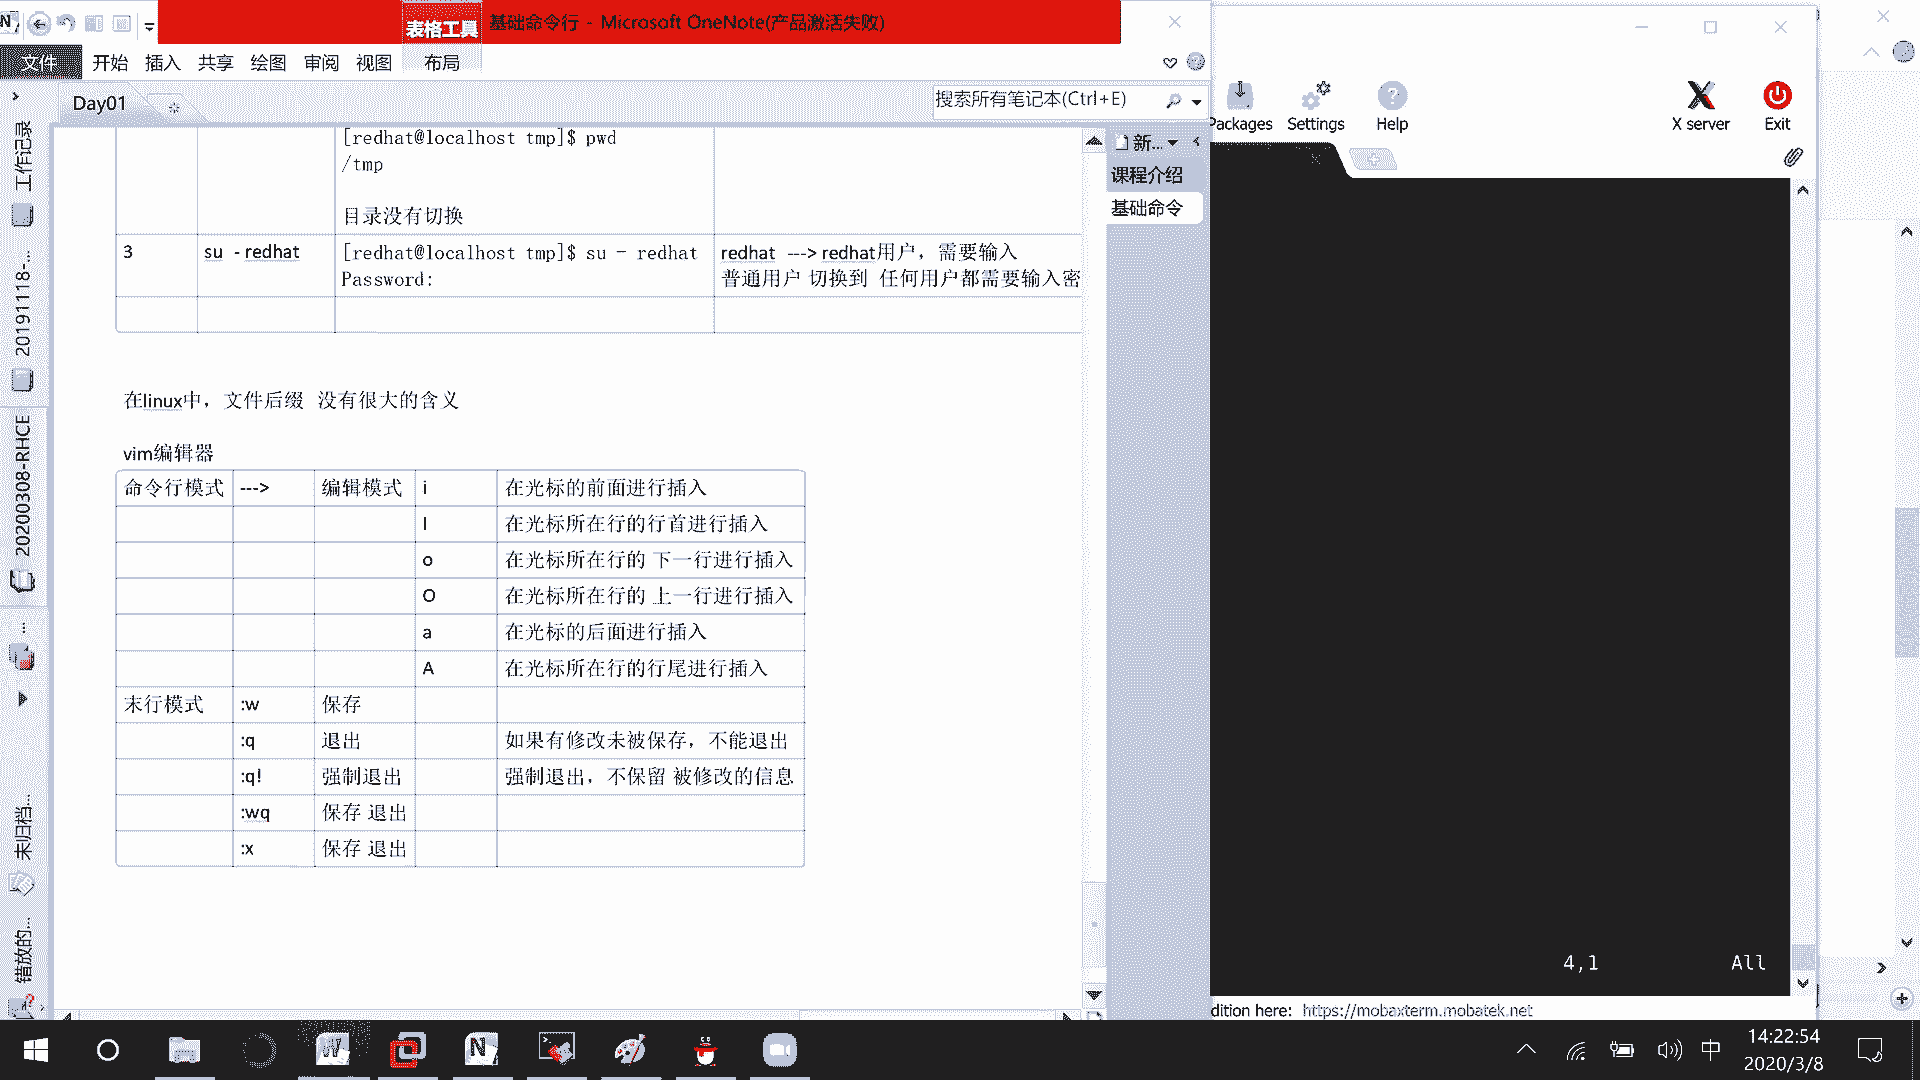 表格工具
基础命令行 - Microsoft OneNote(产品激活失败)
文件 开始 插入 共享 绘图 审阅 视图 布局
Day01
搜索所有笔记本(Ctrl+E)
工作记录
20191118-...
20200308-RHCE
...
未归档...
错放的...
新...
课程介绍
基础命令
[redhat@localhost tmp]$ pwd
/tmp
目录没有切换
3 su - redhat [redhat@localhost tmp]$ su - redhat redhat ---> redhat用户，需要输入
Password: 普通用户 切换到 任何用户都需要输入密
在linux中，文件后缀 没有很大的含义
vim编辑器
命令行模式 ---> 编辑模式 i 在光标的前面进行插入
I 在光标所在行的行首进行插入
o 在光标所在行的 下一行进行插入
O 在光标所在行的 上一行进行插入
a 在光标的后面进行插入
A 在光标所在行的行尾进行插入
末行模式 :w 保存
:q 退出 如果有修改未被保存，不能退出
:q! 强制退出 强制退出，不保留 被修改的信息
:wq 保存 退出
:x 保存 退出
Packages Settings Help X server Exit
4,1 All
dition here: https://mobaxterm.mobatek.net
中
14:22:54
2020/3/8